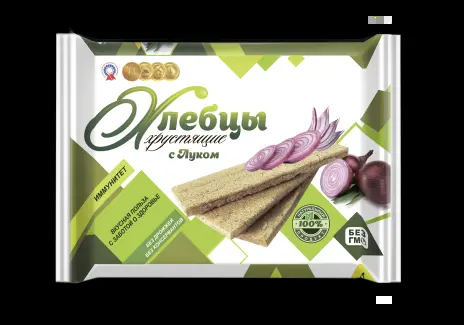 Хлебцы
хрустящие
с Луком
ИММУНИТЕТ
ВКУСНАЯ ПОЛЬЗА
С ЗАБОТОЙ О ЗДОРОВЬЕ!
БЕЗ ДРОЖЖЕЙ
БЕЗ КОНСЕРВАНТОВ
100%
БЕЗ
ГМО